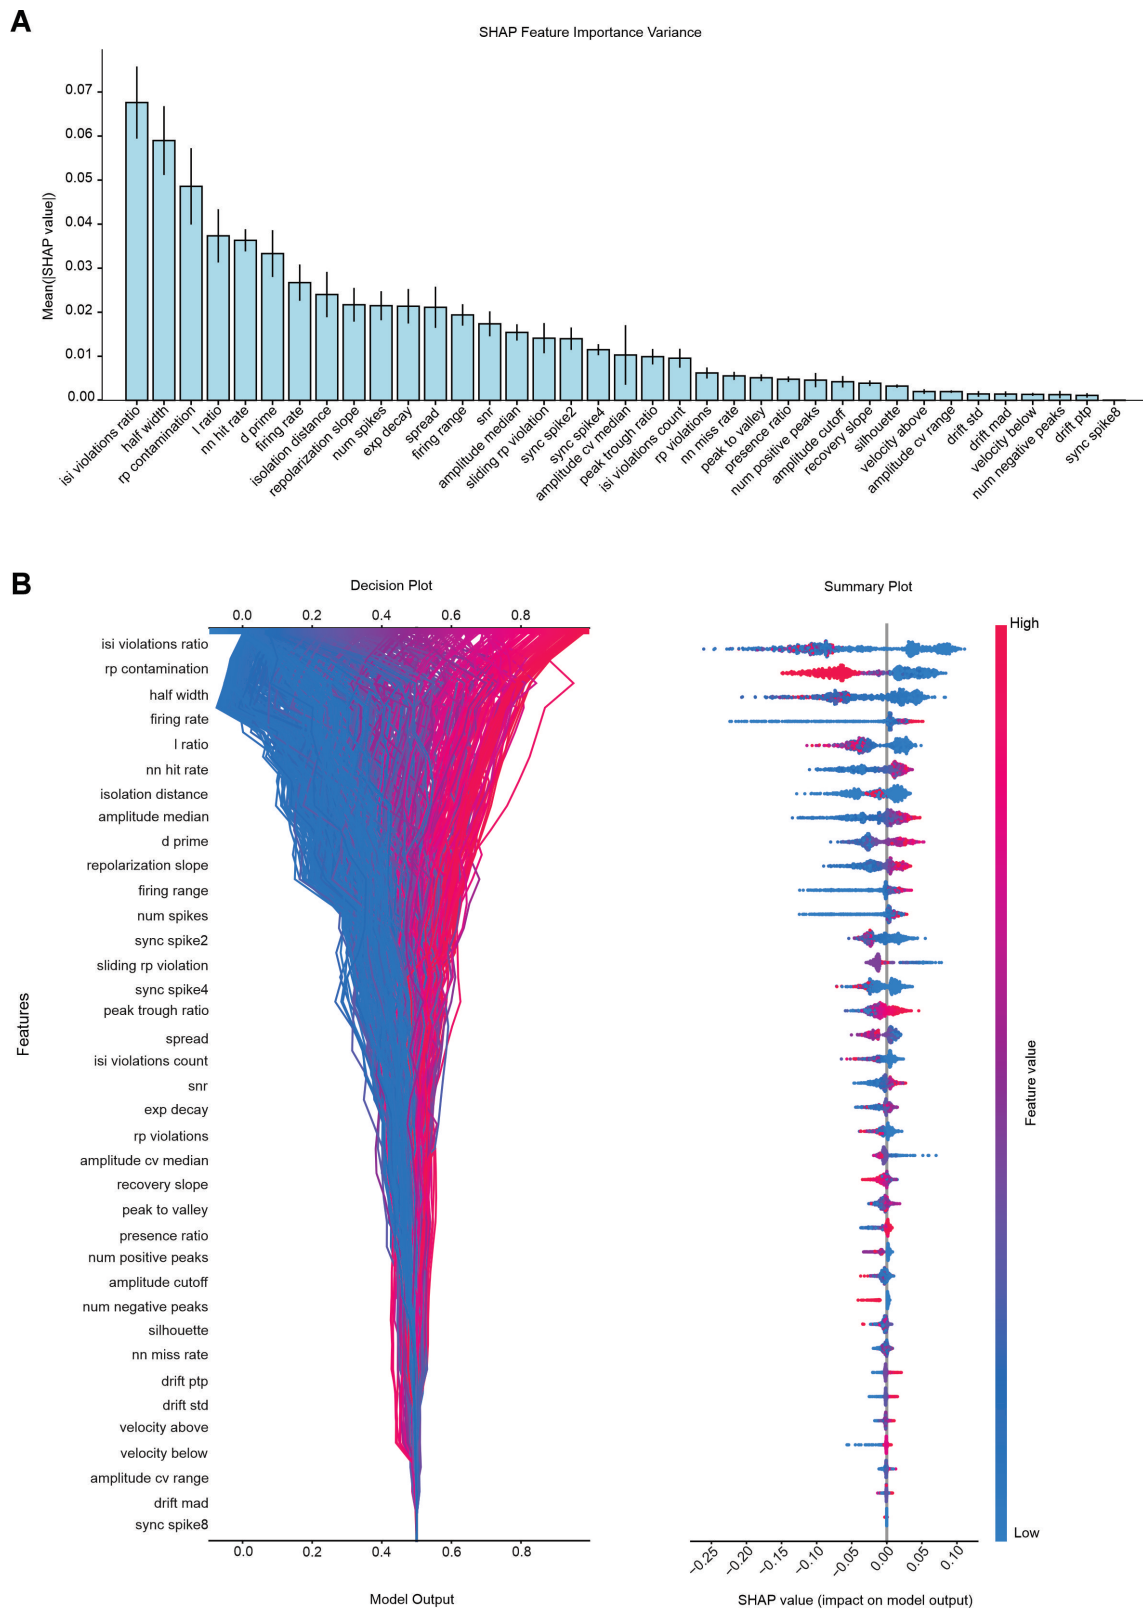 A
SHAP Feature Importance Variance
Mean(|SHAP value|)
0.07
0.06
0.05
0.04
0.03
0.02
0.01
0.00
isi violations ratio
half width
rp contamination
l ratio
nn hit rate
d prime
firing rate
isolation distance
repolarization slope
num spikes
exp decay
spread
firing range
snr
amplitude median
sliding rp violation
sync spike2
sync spike4
amplitude cv median
peak trough ratio
isi violations count
rp violations
nn miss rate
peak to valley
presence ratio
num positive peaks
amplitude cutoff
recovery slope
silhouette
velocity above
amplitude cv range
drift std
drift mad
velocity below
num negative peaks
drift ptp
sync spike8
B
Decision Plot
0.0 0.2 0.4 0.6 0.8
Features
isi violations ratio
rp contamination
half width
firing rate
l ratio
nn hit rate
isolation distance
amplitude median
d prime
repolarization slope
firing range
num spikes
sync spike2
sliding rp violation
sync spike4
peak trough ratio
spread
isi violations count
snr
exp decay
rp violations
amplitude cv median
recovery slope
peak to valley
presence ratio
num positive peaks
amplitude cutoff
num negative peaks
silhouette
nn miss rate
drift ptp
drift std
velocity above
velocity below
amplitude cv range
drift mad
sync spike8
0.0 0.2 0.4 0.6 0.8
Model Output
Summary Plot
−0.25 −0.20 −0.15 −0.10 −0.05 0.00 0.05 0.10
SHAP value (impact on model output)
High
Feature value
Low